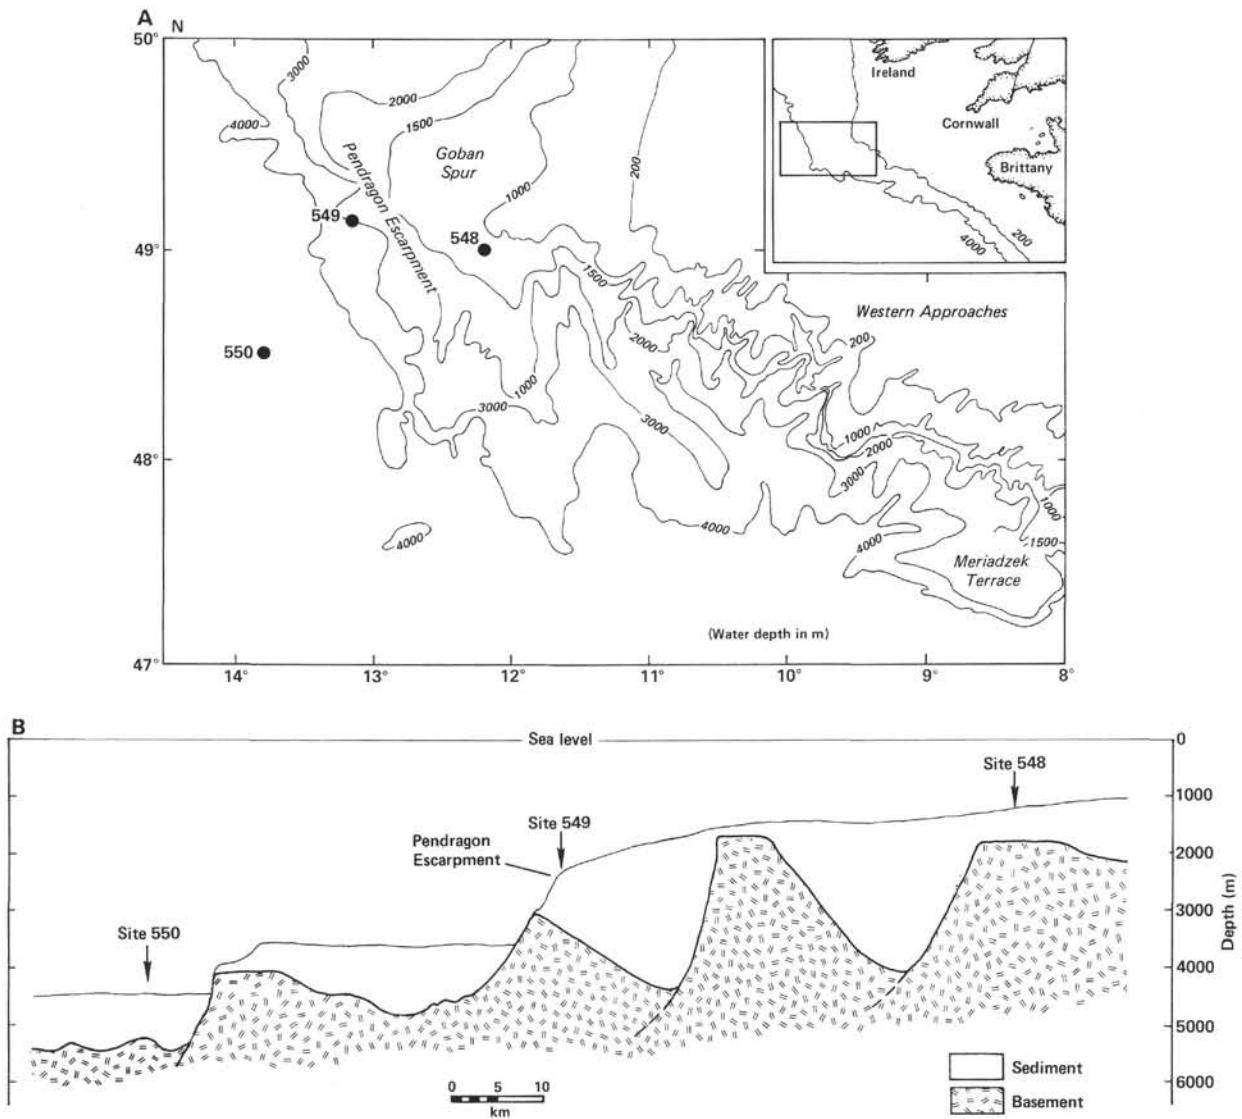 A
N
50°
49°
48°
47°
14°
13°
12°
11°
10°
9°
8°
3000
4000
2000
1500
Goban
Spur
1000
200
Pendragon Escarpment
549
548
550
1500
2000
1000
3000
3000
4000
4000
Western Approaches
200
1000
2000
3000
4000
1000
1500
Meriadzek
Terrace
(Water depth in m)
Ireland
Cornwall
Brittany
200
4000
B
Sea level
Site 548
Site 549
Pendragon
Escarpment
Site 550
0
1000
2000
3000
4000
5000
6000
Depth (m)
0 5 10
km
Sediment
Basement